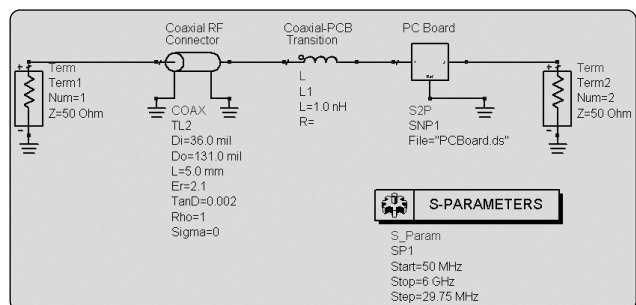 Coaxial RF
Connector
Coaxial-PCB
Transition
PC Board
Term
Term1
Num=1
Z=50 Ohm
COAX
TL2
Di=36.0 mil
Do=131.0 mil
L=5.0 mm
Er=2.1
TanD=0.002
Rho=1
Sigma=0
L
L1
L=1.0 nH
R=
Ref
S2P
SNP1
File="PCBoard.ds"
Term
Term2
Num=2
Z=50 Ohm
S-PARAMETERS
S_Param
SP1
Start=50 MHz
Stop=6 GHz
Step=29.75 MHz